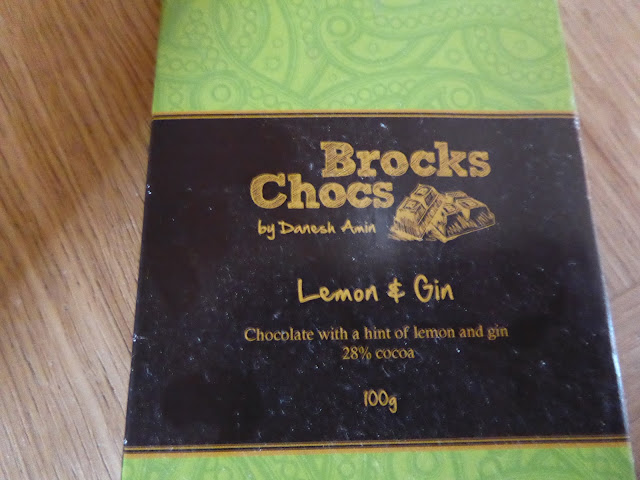 Brocks
Chocs
by Danesh Amin
Lemon & Gin
Chocolate with a hint of lemon and gin
28% cocoa
100g